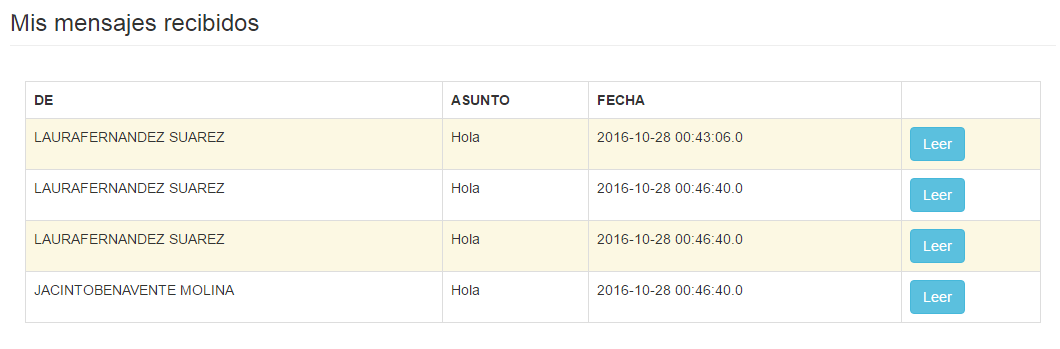 Mis mensajes recibidos
DE ASUNTO FECHA
LAURAFERNANDEZ SUAREZ Hola 2016-10-28 00:43:06.0 Leer
LAURAFERNANDEZ SUAREZ Hola 2016-10-28 00:46:40.0 Leer
LAURAFERNANDEZ SUAREZ Hola 2016-10-28 00:46:40.0 Leer
JACINTOBENAVENTE MOLINA Hola 2016-10-28 00:46:40.0 Leer